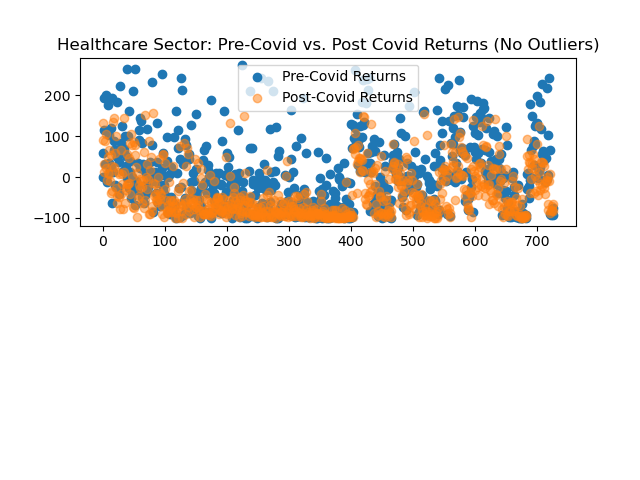 Healthcare Sector: Pre-Covid vs. Post Covid Returns (No Outliers)
Pre-Covid Returns
Post-Covid Returns
200
100
0
−100
0 100 200 300 400 500 600 700